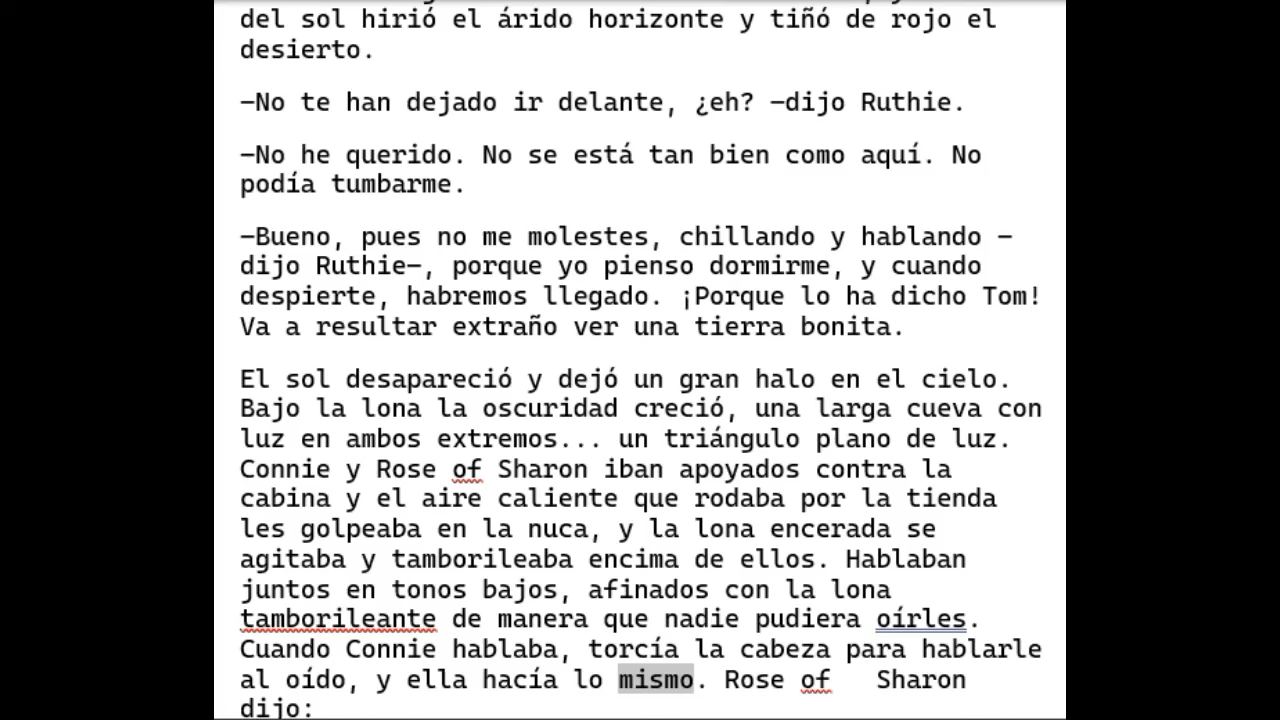 del sol hirió el árido horizonte y tiñó de rojo el
desierto.
—No te han dejado ir delante, ¿eh? —dijo Ruthie.
—No he querido. No se está tan bien como aquí. No
podía tumbarme.
—Bueno, pues no me molestes, chillando y hablando —
dijo Ruthie—, porque yo pienso dormirme, y cuando
despierte, habremos llegado. ¡Porque lo ha dicho Tom!
Va a resultar extraño ver una tierra bonita.
El sol desapareció y dejó un gran halo en el cielo.
Bajo la lona la oscuridad creció, una larga cueva con
luz en ambos extremos... un triángulo plano de luz.
Connie y Rose of Sharon iban apoyados contra la
cabina y el aire caliente que rodaba por la tienda
les golpeaba en la nuca, y la lona encerada se
agitaba y tamborileaba encima de ellos. Hablaban
juntos en tonos bajos, afinados con la lona
tamborileante de manera que nadie pudiera oírles.
Cuando Connie hablaba, torcía la cabeza para hablarle
al oído, y ella hacía lo mismo. Rose of Sharon
dijo: